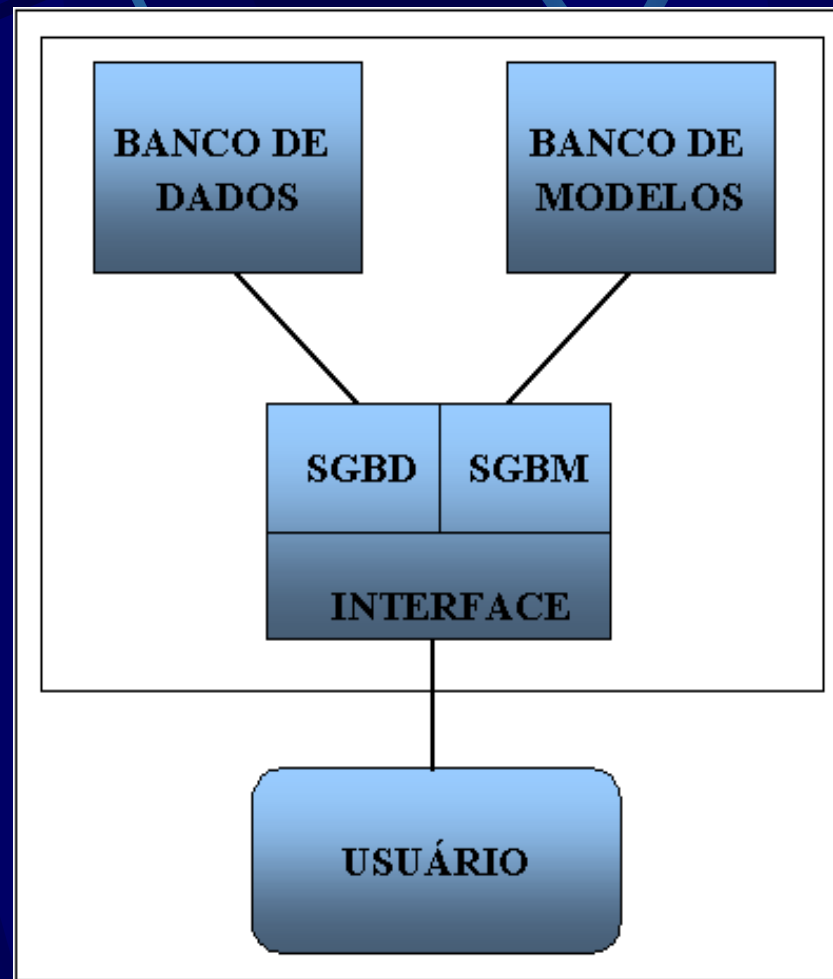 BANCO DE
DADOS
BANCO DE
MODELOS
SGBD
SGBM
INTERFACE
USUÁRIO